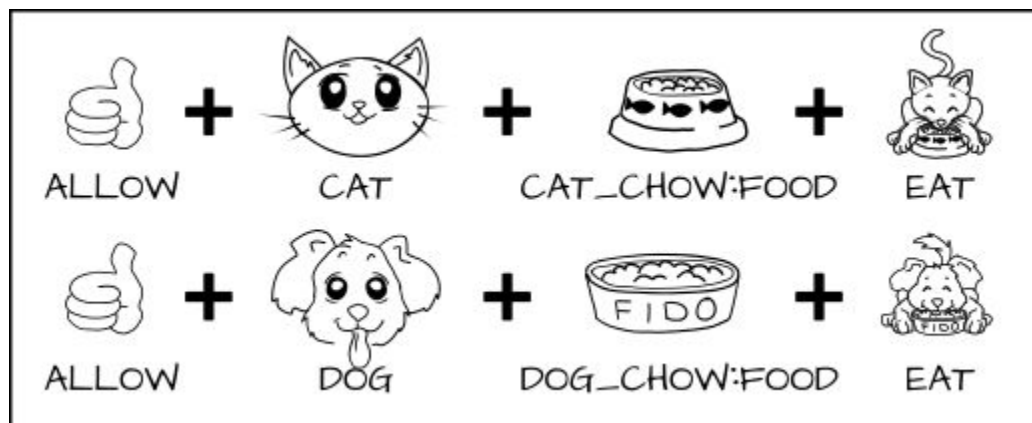 ALLOW CAT CAT_CHOW:FOOD EAT
FIDO
FIDO
ALLOW DOG DOG_CHOW:FOOD EAT